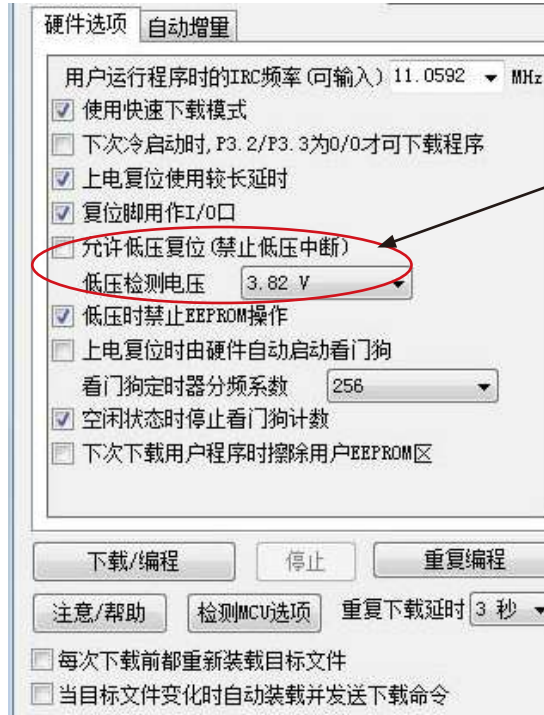 硬件选项 自动增量
用户运行程序时的IRC频率(可输入) 11.0592 MHz
使用快速下载模式
下次冷启动时,P3.2/P3.3为0/0才可下载程序
上电复位使用较长延时
复位脚用作I/O口
允许低压复位(禁止低压中断)
低压检测电压 3.82 V
低压时禁止EEPROM操作
上电复位时由硬件自动启动看门狗
看门狗定时器分频系数 256
空闲状态时停止看门狗计数
下次下载用户程序时擦除用户EEPROM区
下载/编程 停止 重复编程
注意/帮助 检测MCU选项 重复下载延时 3 秒
每次下载前都重新装载目标文件
当目标文件变化时自动装载并发送下载命令